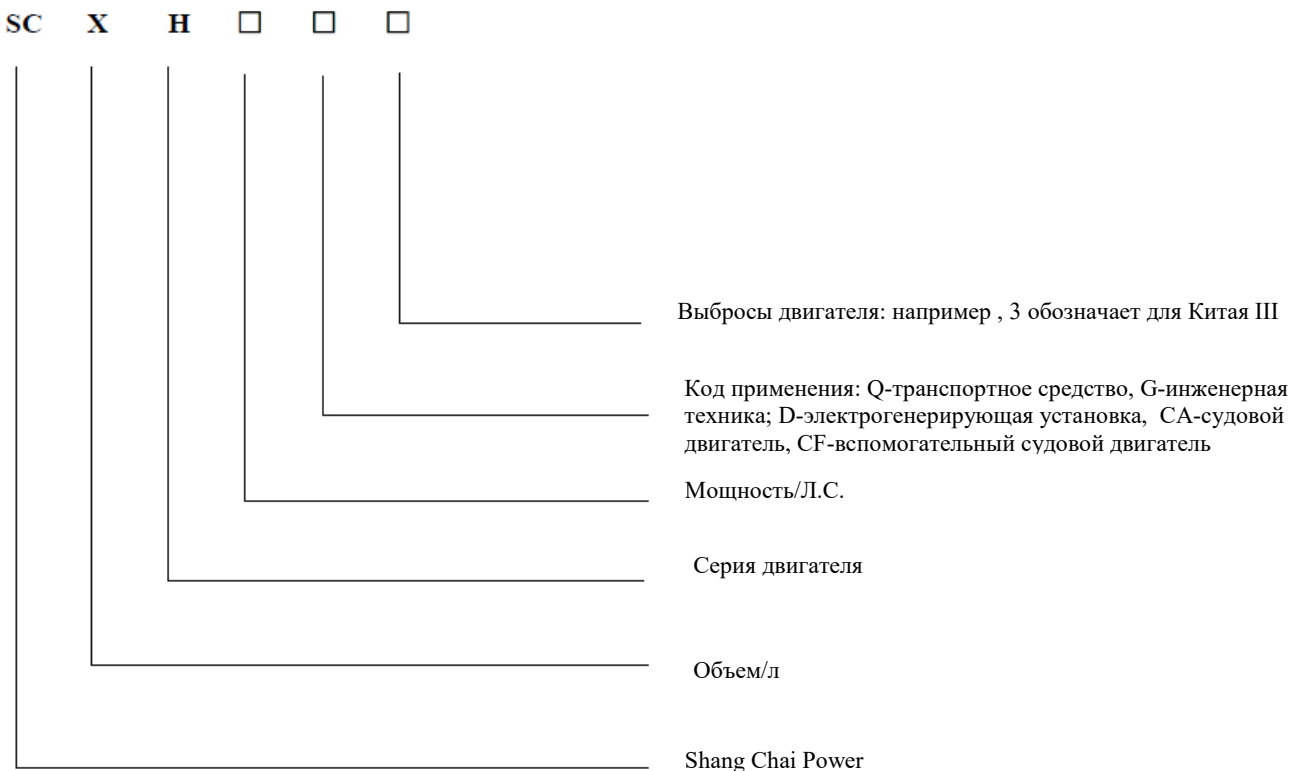 SC X H □ □ □
Выбросы двигателя: например , 3 обозначает для Китая III
Код применения: Q-транспортное средство, G-инженерная
техника; D-электрогенерирующая установка, СА-судовой
двигатель, CF-вспомогательный судовой двигатель
Мощность/Л.С.
Серия двигателя
Объем/л
Shang Chai Power